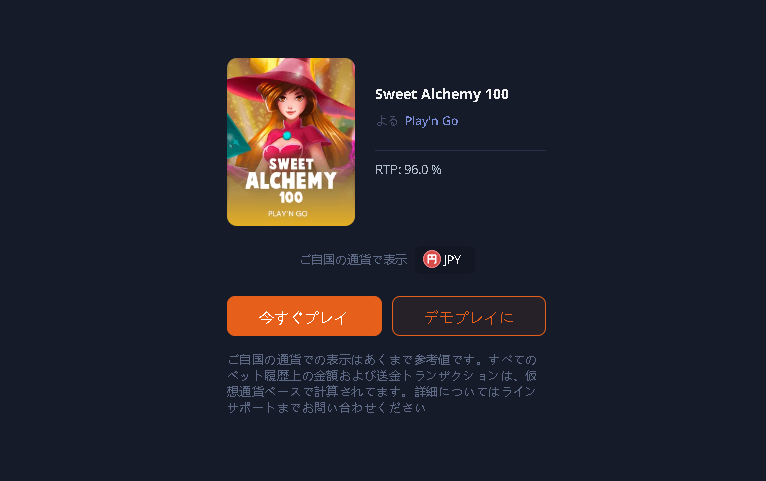 SWEET
ALCHEMY
100
PLAY'N GO
Sweet Alchemy 100
よる Play'n Go
RTP: 96.0 %
ご自国の通貨で表示 円 JPY
今すぐプレイ
デモプレイに
ご自国の通貨での表示はあくまで参考値です。すべての
ベット履歴上の金額および送金トランザクションは、仮
想通貨ベースで計算されてます。詳細についてはライン
サポートまでお問い合わせください